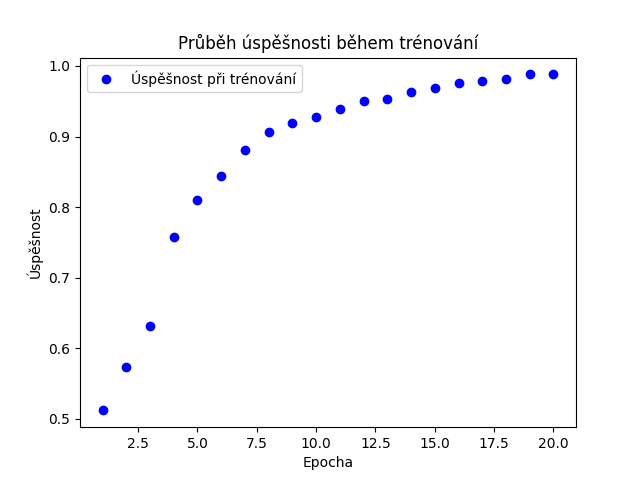 Průběh úspěšnosti během trénování
Úspěšnost při trénování
1.0
0.9
0.8
0.7
0.6
0.5
Úspěšnost
2.5 5.0 7.5 10.0 12.5 15.0 17.5 20.0
Epocha